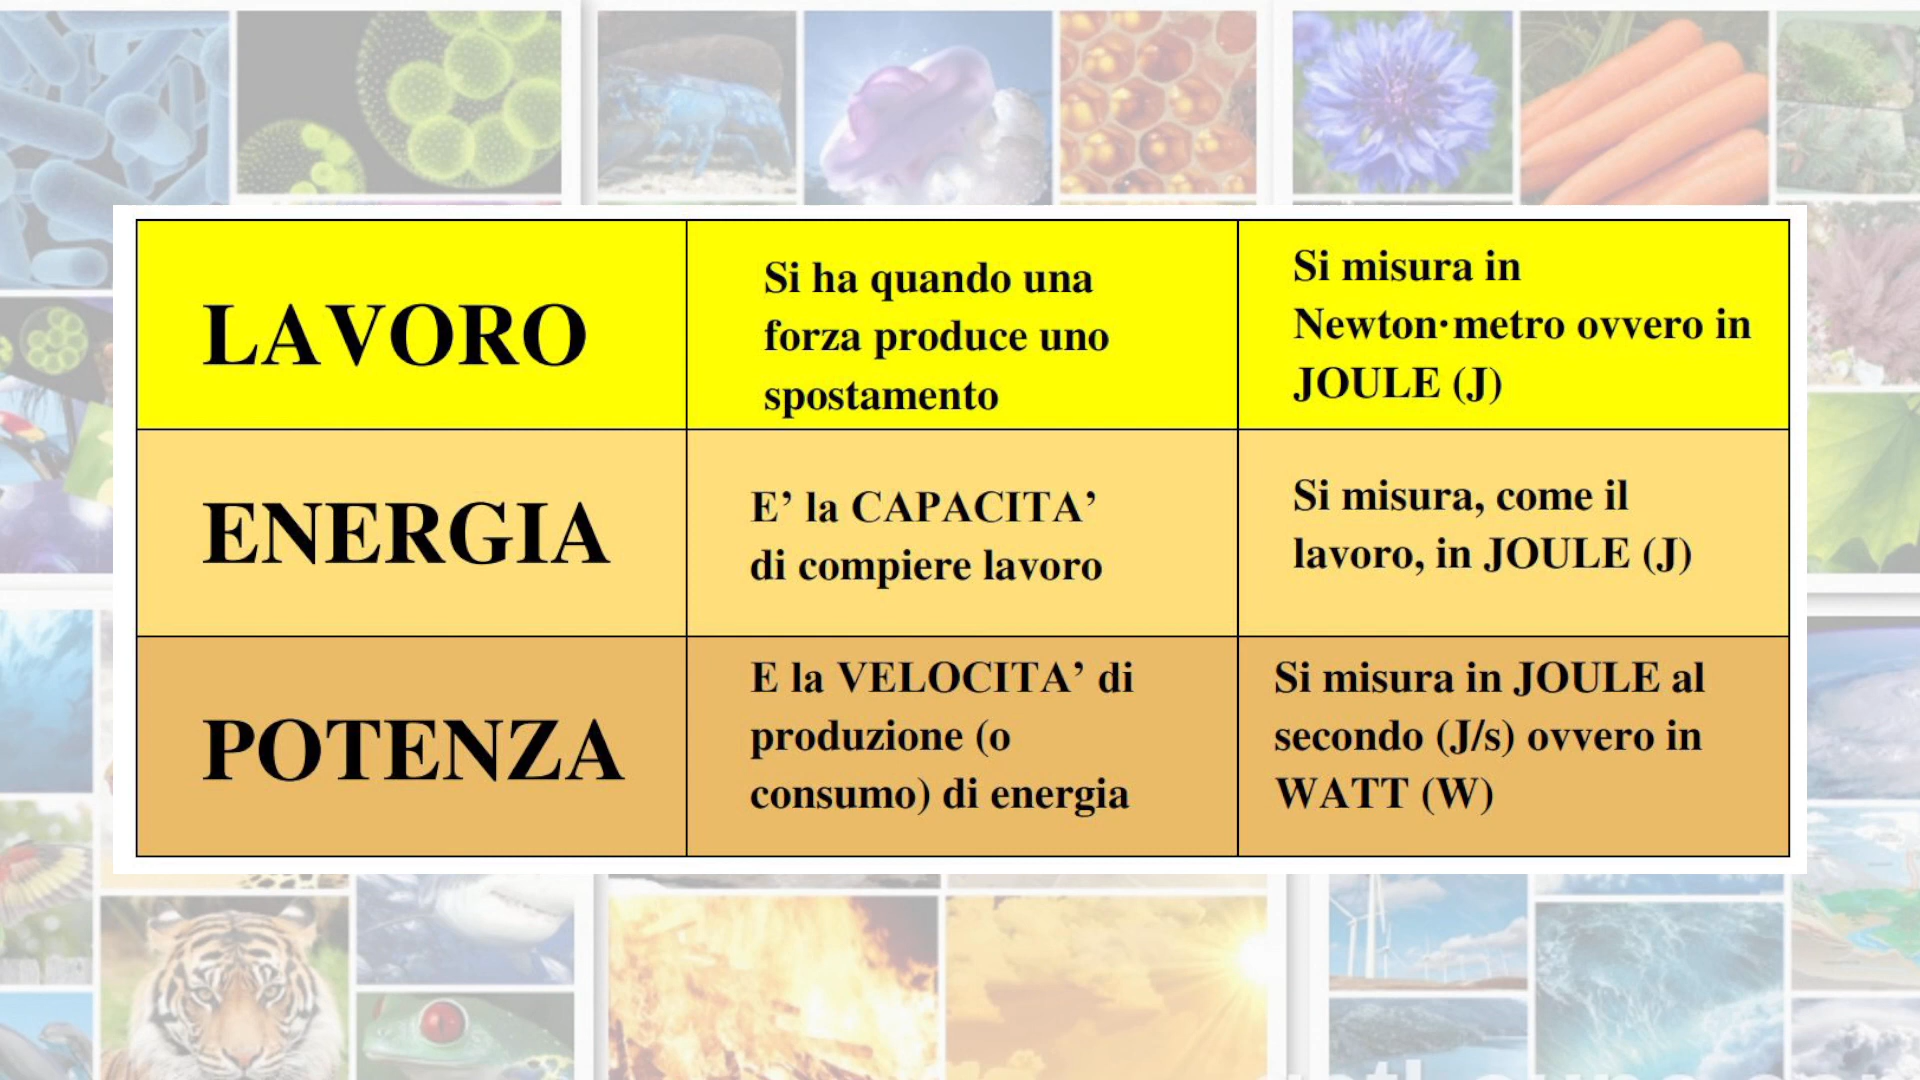 LAVORO
Si ha quando una
forza produce uno
spostamento
Si misura in
Newton·metro ovvero in
JOULE (J)
ENERGIA
E’ la CAPACITA’
di compiere lavoro
Si misura, come il
lavoro, in JOULE (J)
POTENZA
E la VELOCITA’ di
produzione (o
consumo) di energia
Si misura in JOULE al
secondo (J/s) ovvero in
WATT (W)